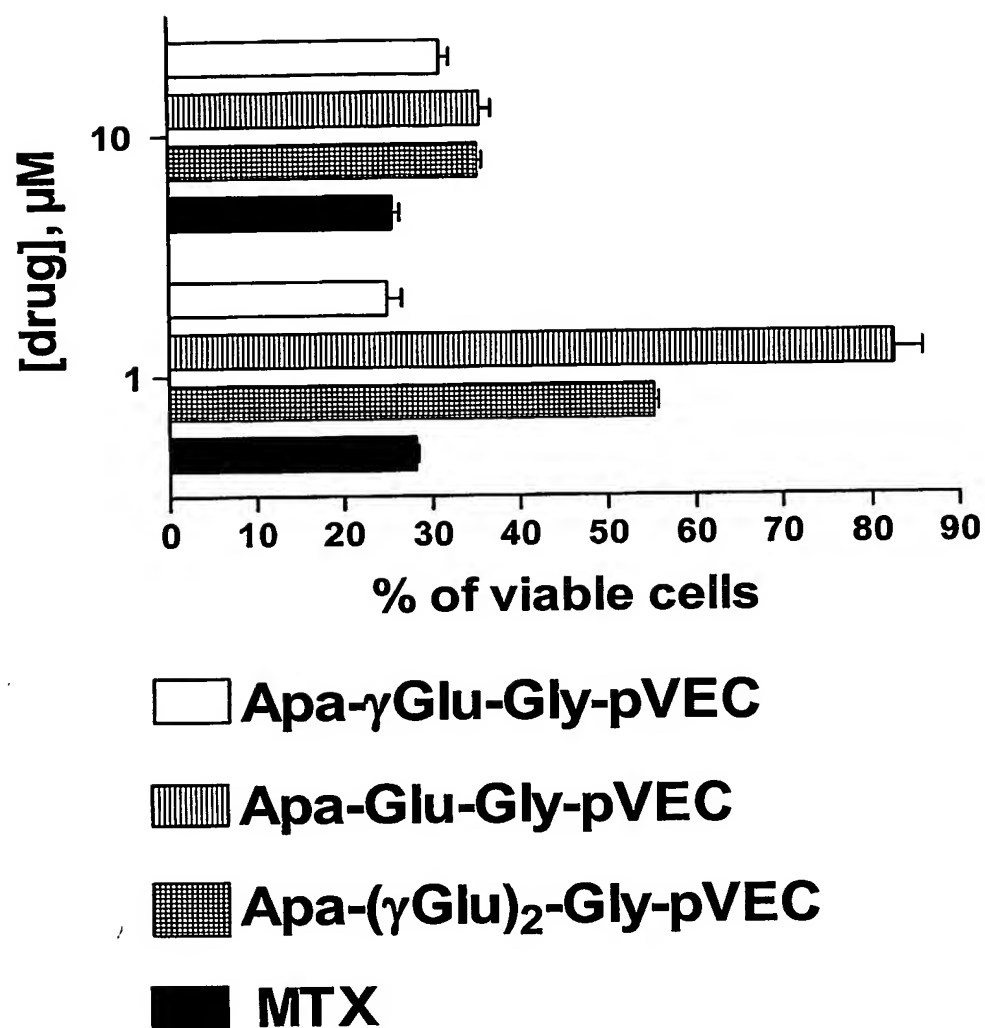 [drug], μM
10
1
0 10 20 30 40 50 60 70 80 90
% of viable cells
Apa-γGlu-Gly-pVEC
Apa-Glu-Gly-pVEC
Apa-(γGlu)₂-Gly-pVEC
MTX